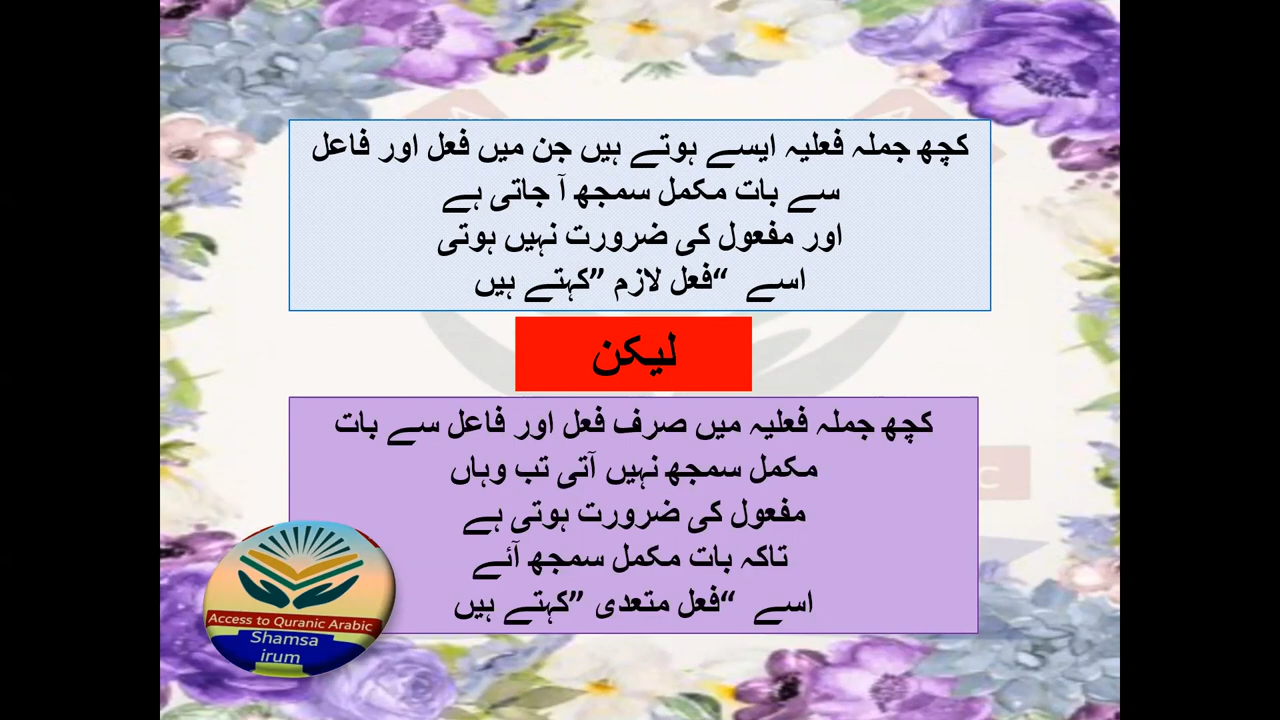 کچھ جملہ فعلیہ ایسے ہوتے ہیں جن میں فعل اور فاعل
سے بات مکمل سمجھ آ جاتی ہے
اور مفعول کی ضرورت نہیں ہوتی
اسے “فعل لازم ”کہتے ہیں
لیکن
کچھ جملہ فعلیہ میں صرف فعل اور فاعل سے بات
مکمل سمجھ نہیں آتی تب وہاں
مفعول کی ضرورت ہوتی ہے
تاکہ بات مکمل سمجھ آئے
اسے “فعل متعدی ”کہتے ہیں
Access to Quranic Arabic
Shamsa
irum